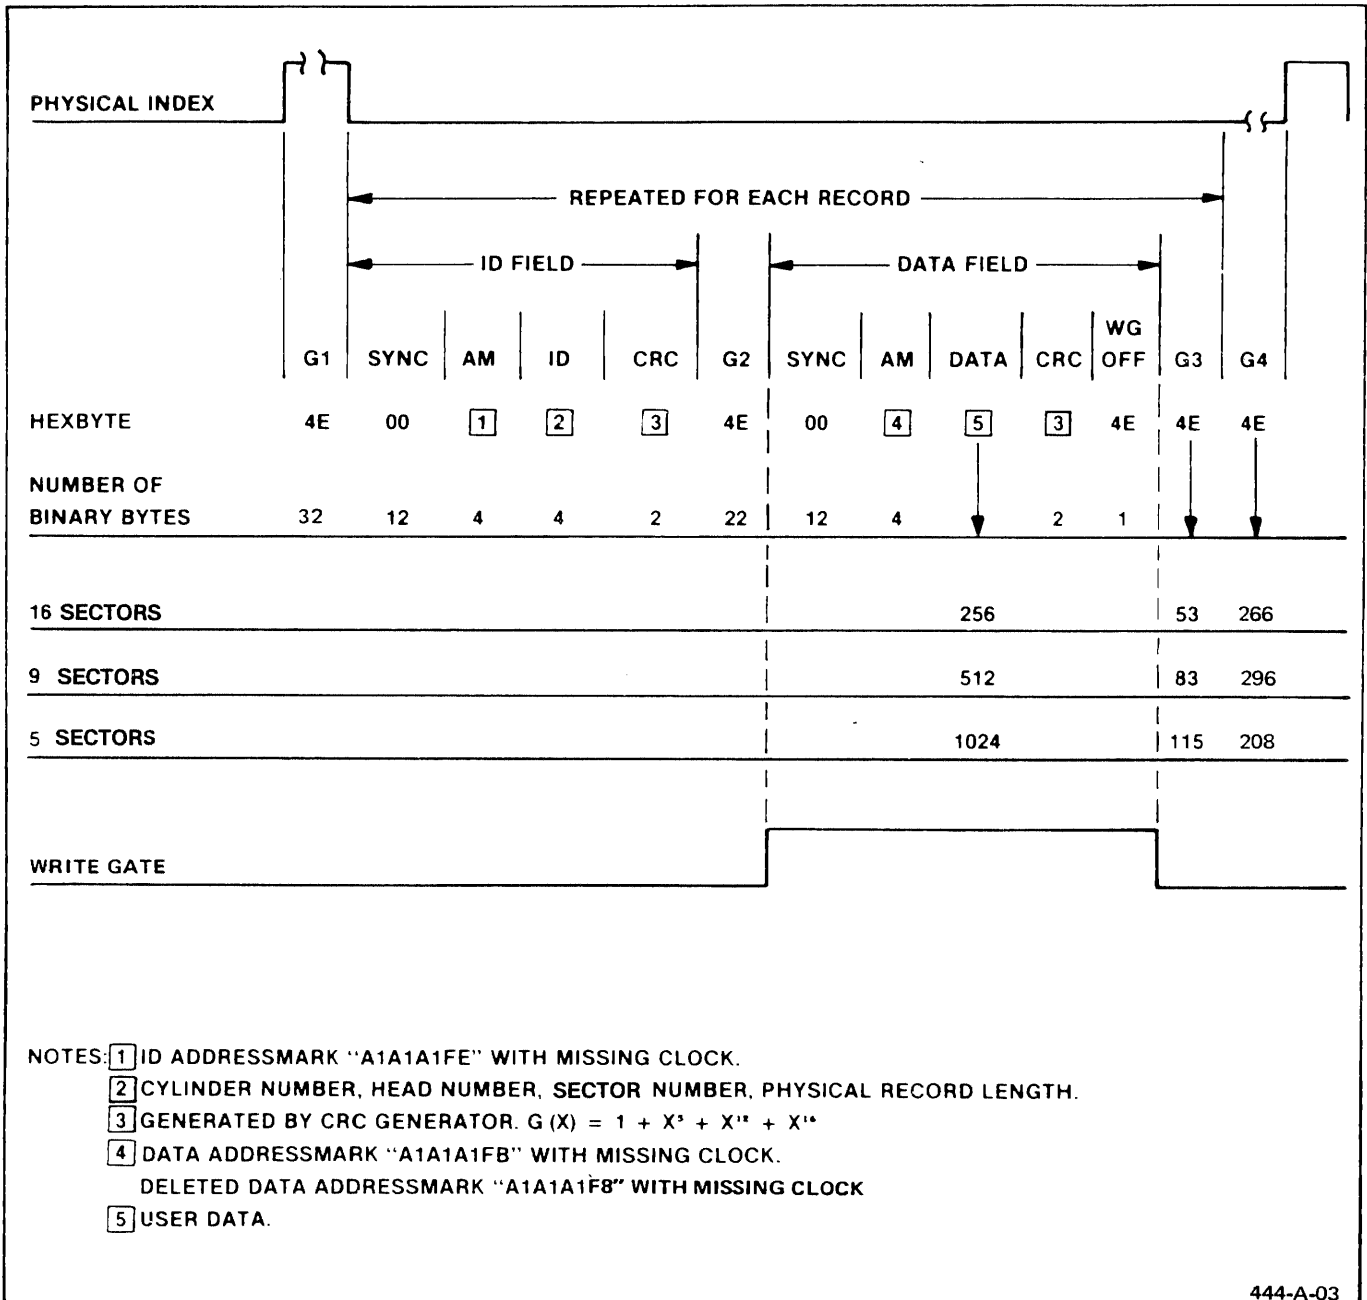 PHYSICAL INDEX
REPEATED FOR EACH RECORD
ID FIELD DATA FIELD
WG
G1 SYNC AM ID CRC G2 SYNC AM DATA CRC OFF G3 G4
HEXBYTE 4E 00 1 2 3 4E 00 4 5 3 4E 4E 4E
NUMBER OF
BINARY BYTES 32 12 4 4 2 22 12 4 2 1
16 SECTORS 256 53 266
9 SECTORS 512 83 296
5 SECTORS 1024 115 208
WRITE GATE
NOTES: 1 ID ADDRESSMARK "A1A1A1FE" WITH MISSING CLOCK.
2 CYLINDER NUMBER, HEAD NUMBER, SECTOR NUMBER, PHYSICAL RECORD LENGTH.
3 GENERATED BY CRC GENERATOR. G (X) = 1 + X⁵ + X¹² + X¹⁶
4 DATA ADDRESSMARK "A1A1A1FB" WITH MISSING CLOCK.
DELETED DATA ADDRESSMARK "A1A1A1F8" WITH MISSING CLOCK
5 USER DATA.
444-A-03